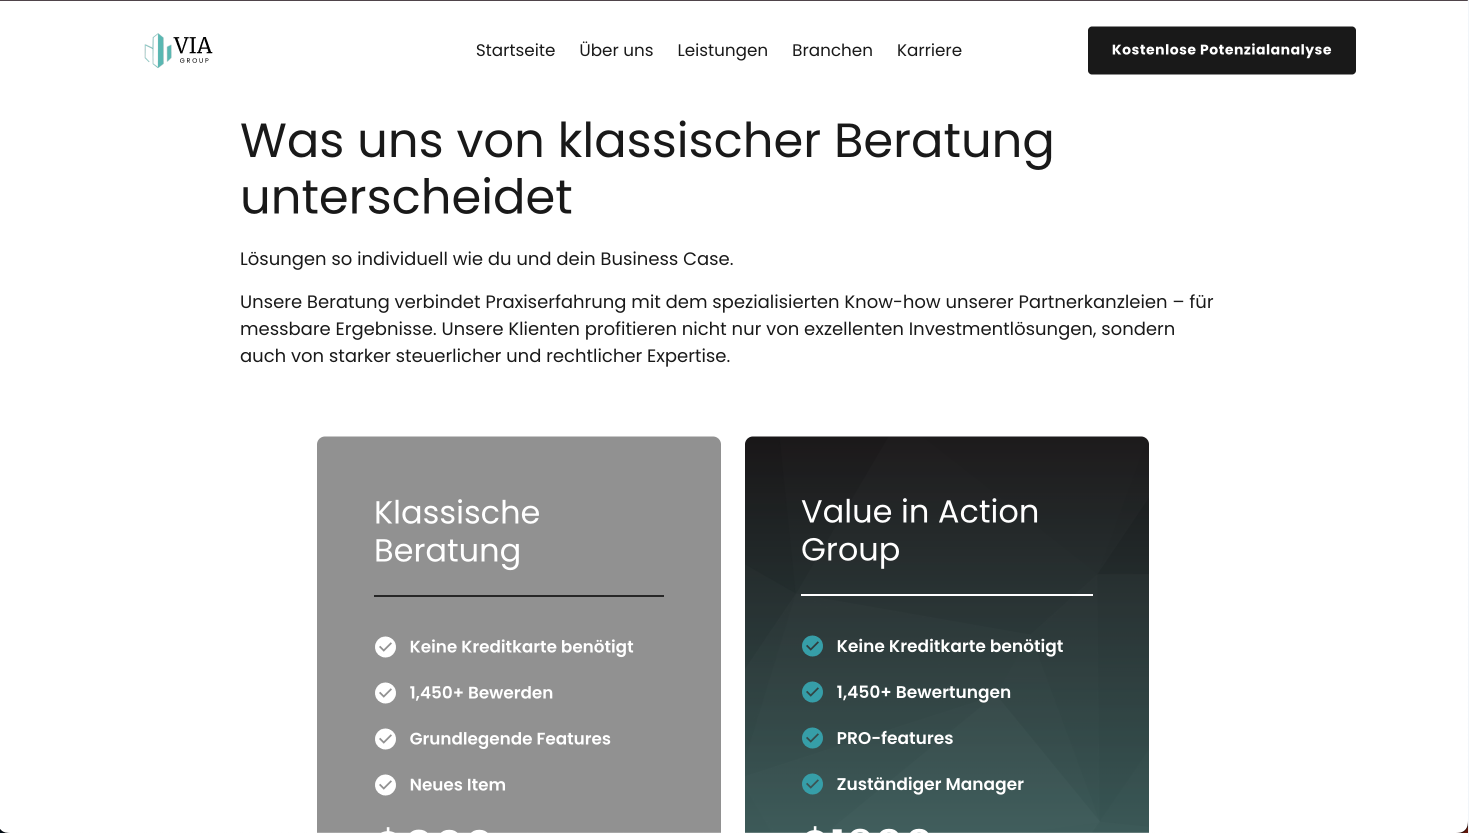 VIA
GROUP
Startseite
Über uns
Leistungen
Branchen
Karriere
Kostenlose Potenzialanalyse
Was uns von klassischer Beratung
unterscheidet
Lösungen so individuell wie du und dein Business Case.
Unsere Beratung verbindet Praxiserfahrung mit dem spezialisierten Know-how unserer Partnerkanzleien – für
messbare Ergebnisse. Unsere Klienten profitieren nicht nur von exzellenten Investmentlösungen, sondern
auch von starker steuerlicher und rechtlicher Expertise.
Klassische
Beratung
Keine Kreditkarte benötigt
1,450+ Bewerden
Grundlegende Features
Neues Item
Value in Action
Group
Keine Kreditkarte benötigt
1,450+ Bewertungen
PRO-features
Zuständiger Manager